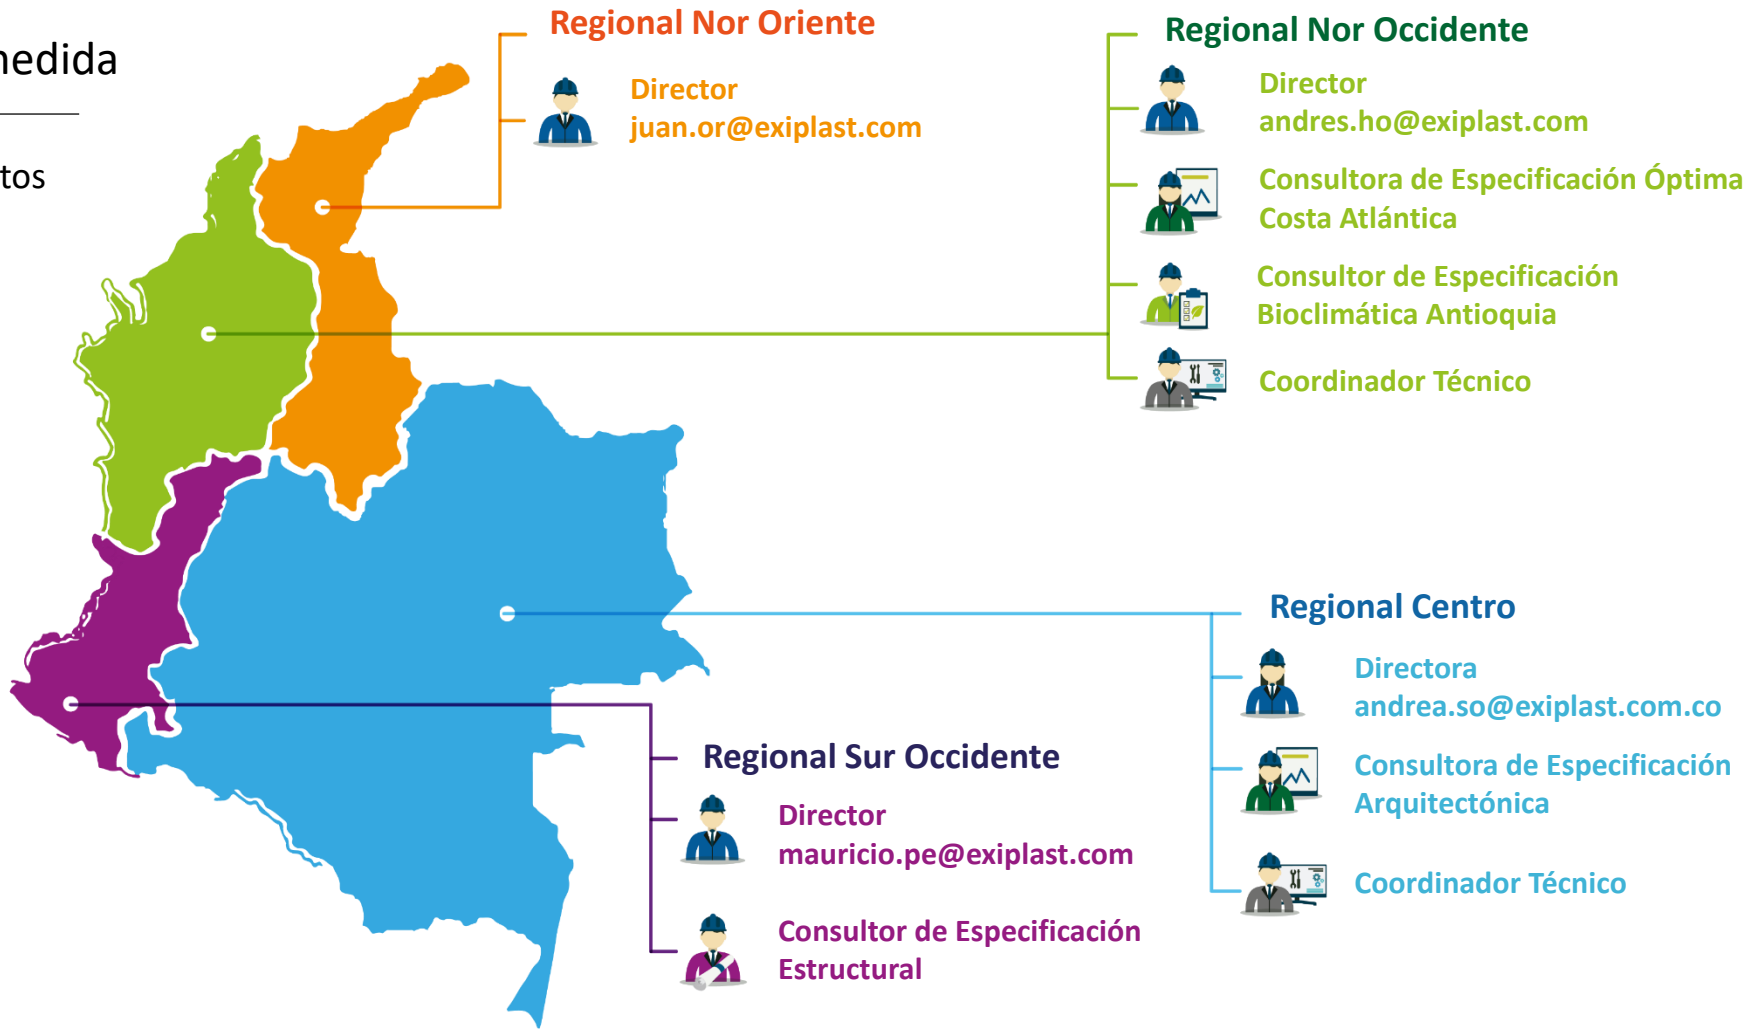 medida
tos
Regional Nor Oriente
Director
juan.or@exiplast.com
Regional Nor Occidente
Director
andres.ho@exiplast.com
Consultora de Especificación Óptima
Costa Atlántica
Consultor de Especificación
Bioclimática Antioquia
Coordinador Técnico
Regional Centro
Directora
andrea.so@exiplast.com.co
Consultora de Especificación
Arquitectónica
Coordinador Técnico
Regional Sur Occidente
Director
mauricio.pe@exiplast.com
Consultor de Especificación
Estructural